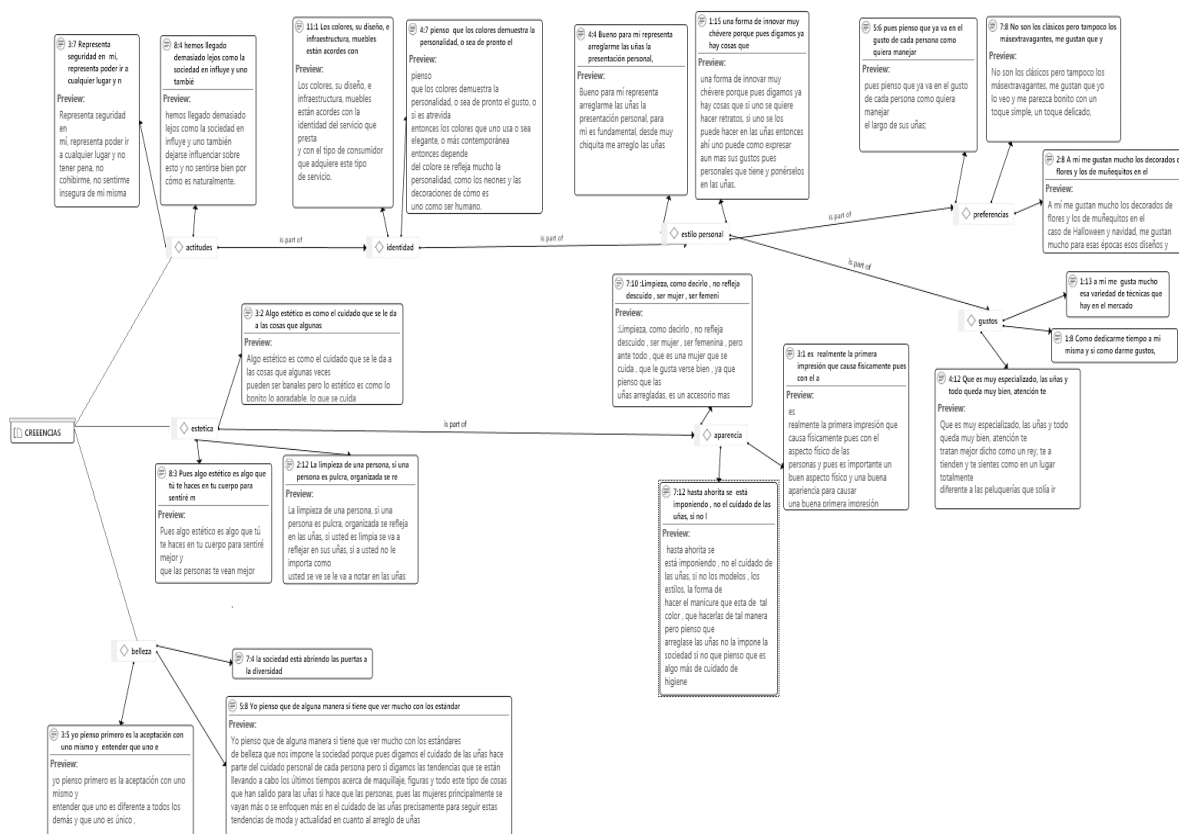 3:7 Representa
seguridad en mí,
representa poder ir a
cualquier lugar y n
Preview:
Representa seguridad
en
mí, representa poder ir
a cualquier lugar y no
tener pena, no
cohibirme, no sentirme
insegura de mi misma
8:4 hemos llegado
demasiado lejos como la
sociedad en influye y uno
tambié
Preview:
hemos llegado demasiado
lejos como la sociedad en
influye y uno también
dejarse influenciar sobre
esto y no sentirse bien por
cómo es naturalmente.
11:1 Los colores, su diseño, e
infraestructura, muebles
están acordes con
Preview:
Los colores, su diseño, e
infraestructura, muebles
están acordes con la
identidad del servicio que
presta
y con el tipo de consumidor
que adquiere este tipo
de servicio.
4:7 pienso que los colores demuestra la
personalidad, o sea de pronto el
Preview:
pienso
que los colores demuestra la
personalidad, o sea de pronto el gusto, o
si es atrevida
entonces los colores que uno usa o sea
elegante, o más contemporánea
entonces depende
del colore se refleja mucho la
personalidad, como los neones y las
decoraciones de cómo es
uno como ser humano.
4:4 Bueno para mi representa
arreglarme las uñas la
presentación personal,
Preview:
Bueno para mí representa
arreglarme las uñas la
presentación personal, para
mi es fundamental, desde muy
chiquita me arreglo las uñas
1:15 una forma de innovar muy
chévere porque pues digamos ya
hay cosas que
Preview:
una forma de innovar muy
chévere porque pues digamos ya
hay cosas que si uno se quiere
hacer retratos, si uno se los
puede hacer en las uñas entonces
ahí uno puede como expresar
aun mas sus gustos pues
personales que tiene y ponérselos
en las uñas.
5:6 pues pienso que ya va en el
gusto de cada persona como
quiera manejar
Preview:
pues pienso que ya va en el gusto
de cada persona como quiera
manejar
el largo de sus uñas;
7:8 No son los clásicos pero tampoco los
másextravagantes, me gustan que y
Preview:
No son los clásicos pero tampoco los
másextravagantes, me gustan que yo
lo veo y me parezca bonito con un
toque simple, un toque delicado,
2:8 A mí me gustan mucho los decorados de
flores y los de muñequitos en el
Preview:
A mí me gustan mucho los decorados de
flores y los de muñequitos en el
caso de Halloween y navidad, me gustan
mucho para esas épocas esos diseños y
actitudes
is part of
identidad
is part of
estilo personal
is part of
preferencias
is part of
gustos
1:13 a mi me gusta mucho
esa variedad de técnicas que
hay en el mercado
1:8 Como dedicarme tiempo a mi
misma y si como darme gustos,
4:12 Que es muy especializado, las uñas y
todo queda muy bien, atención te
Preview:
Que es muy especializado, las uñas y todo
queda muy bien, atención te
tratan mejor dicho como un rey, te a
tienden y te sientes como en un lugar
totalmente
diferente a las peluquerías que solía ir
3:2 Algo estético es como el cuidado que se le da
a las cosas que algunas
Preview:
Algo estético es como el cuidado que se le da a
las cosas que algunas veces
pueden ser banales pero lo estético es como lo
bonito lo agradable, lo que se cuida
7:10 :Limpieza, como decirlo , no refleja
descuido , ser mujer , ser femeni
Preview:
:Limpieza, como decirlo , no refleja
descuido , ser mujer , ser femenina , pero
ante todo , que es una mujer que se
cuida , que le gusta verse bien , ya que
pienso que las
uñas arregladas, es un accesorio mas
3:1 es realmente la primera
impresión que causa físicamente pues
con el a
Preview:
es
realmente la primera impresión que
causa físicamente pues con el
aspecto físico de las
personas y pues es importante un
buen aspecto físico y una buena
apariencia para causar
una buena primera impresión
CREEENCIAS
estetica
is part of
aparencia
8:3 Pues algo estético es algo que
tú te haces en tu cuerpo para
sentiré m
Preview:
Pues algo estético es algo que tú
te haces en tu cuerpo para sentiré
mejor y
que las personas te vean mejor
2:12 La limpieza de una persona, si una
persona es pulcra, organizada se re
Preview:
La limpieza de una persona, si una
persona es pulcra, organizada se refleja
en las uñas, si usted es limpia se va a
reflejar en sus uñas, si a usted no le
importa como
usted se ve se le va a notar en las uñas
7:12 hasta ahorita se está
imponiendo , no el cuidado de las
uñas, si no l
Preview:
hasta ahorita se
está imponiendo , no el cuidado de
las uñas, si no los modelos , los
estilos, la forma de
hacer el manicure que esta de tal
color , que hacerlas de tal manera
pero pienso que
arreglase las uñas no la impone la
sociedad si no que pienso que es
algo más de cuidado de
higiene
belleza
7:4 la sociedad está abriendo las puertas a
la diversidad
3:5 yo pienso primero es la aceptación con
uno mismo y entender que uno e
Preview:
yo pienso primero es la aceptación con uno
mismo y
entender que uno es diferente a todos los
demás y que uno es único ,
5:8 Yo pienso que de alguna manera si tiene que ver mucho con los estándar
Preview:
Yo pienso que de alguna manera si tiene que ver mucho con los estándares
de belleza que nos impone la sociedad porque pues digamos el cuidado de las uñas hace
parte del cuidado personal de cada persona pero si digamos las tendencias que se están
llevando a cabo los últimos tiempos acerca de maquillaje, figuras y todo este tipo de cosas
que han salido para las uñas si hace que las personas, pues las mujeres principalmente se
vayan más o se enfoquen más en el cuidado de las uñas precisamente para seguir estas
tendencias de moda y actualidad en cuanto al arreglo de uñas